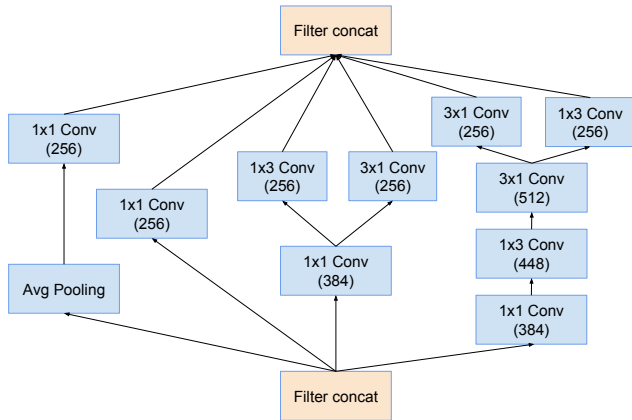 Filter concat
1x1 Conv
(256)
3x1 Conv
(256)
1x3 Conv
(256)
1x3 Conv
(256)
3x1 Conv
(256)
3x1 Conv
(512)
1x1 Conv
(256)
1x3 Conv
(448)
1x1 Conv
(384)
Avg Pooling
1x1 Conv
(384)
Filter concat